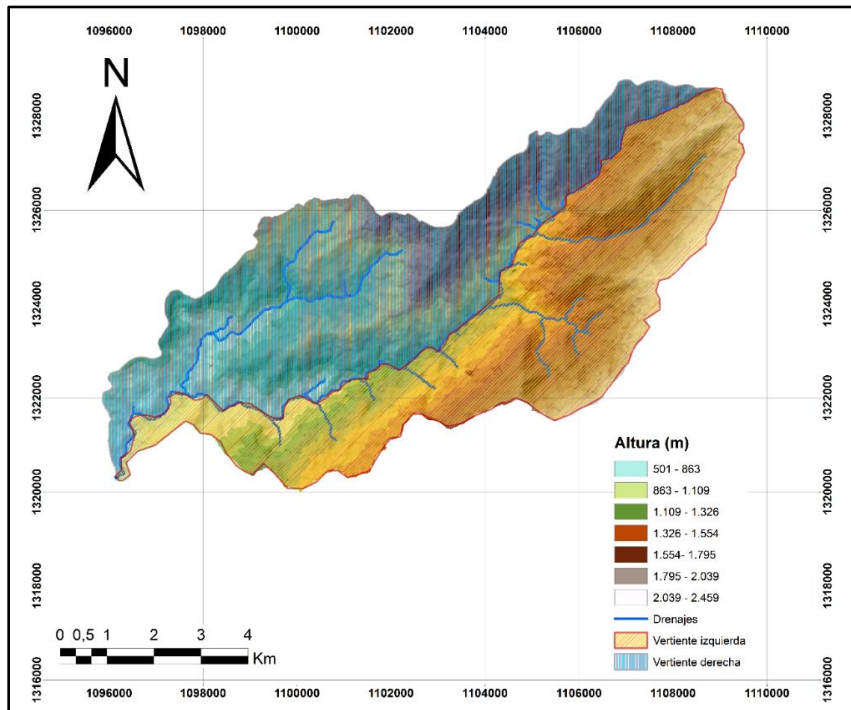 1096000 1098000 1100000 1102000 1104000 1106000 1108000 1110000
N
1328000 1328000
1326000 1326000
1324000 1324000
1322000 1322000
1320000 1320000
1318000 1318000
1316000 1316000
Altura (m)
501 - 863
863 - 1.109
1.109 - 1.326
1.326 - 1.554
1.554- 1.795
1.795 - 2.039
2.039 - 2.459
Drenajes
Vertiente izquierda
Vertiente derecha
0 0,5 1 2 3 4
Km
1096000 1098000 1100000 1102000 1104000 1106000 1108000 1110000